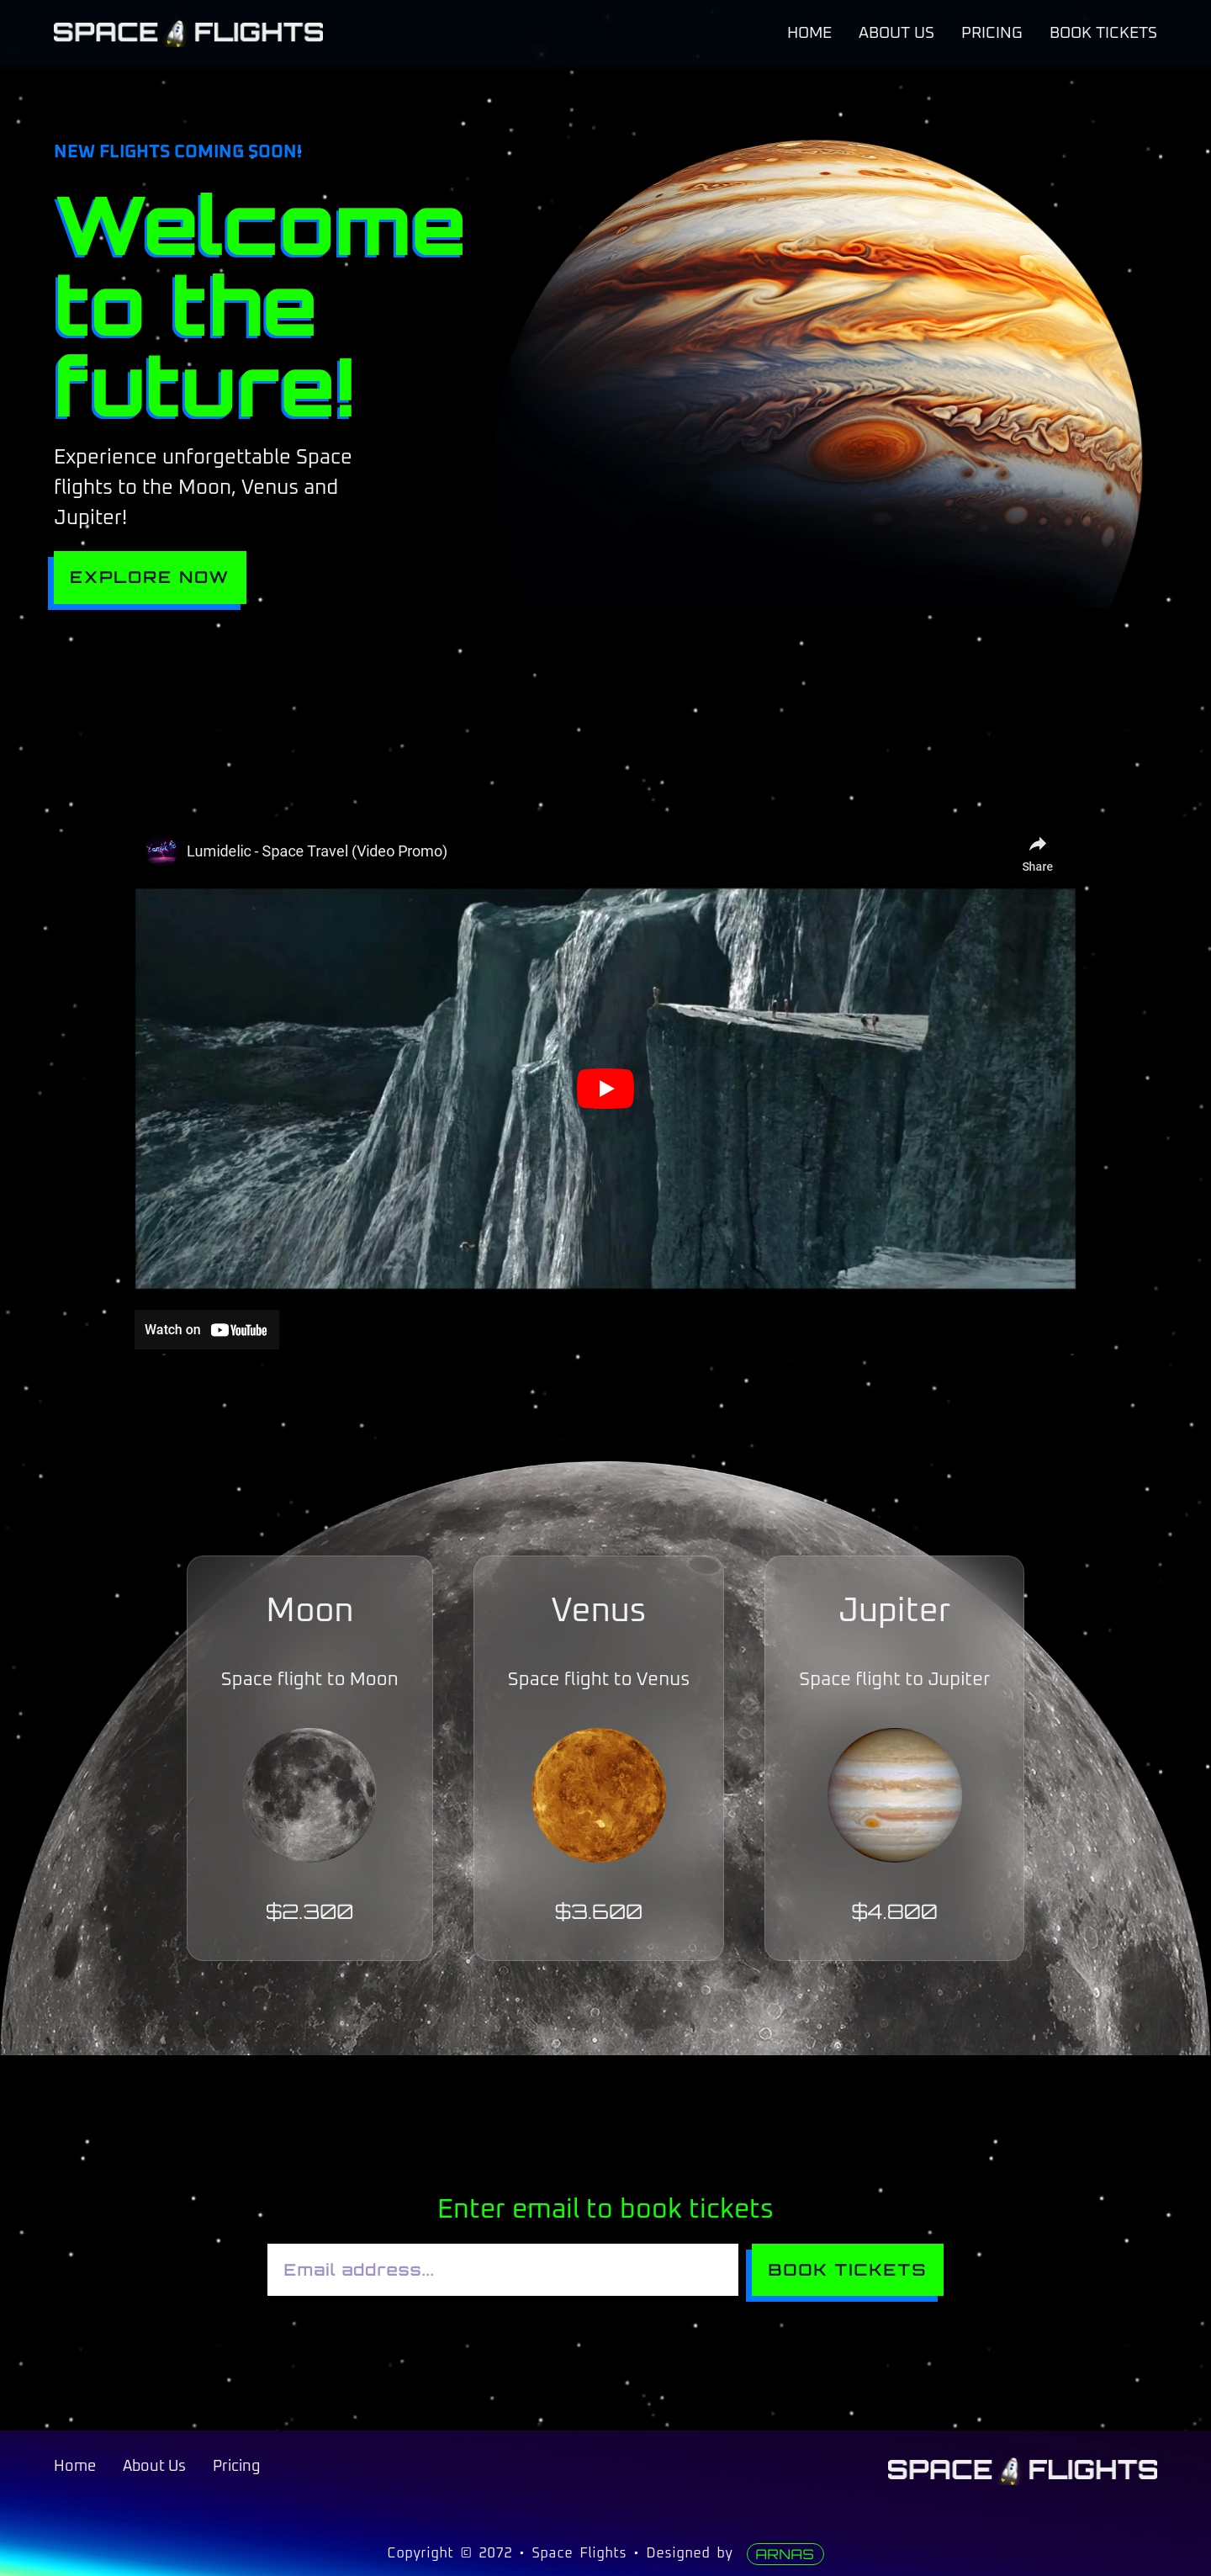 SPACE FLIGHTS
HOME ABOUT US PRICING BOOK TICKETS
NEW FLIGHTS COMING SOON!
Welcome
to the
future!
Experience unforgettable Space
flights to the Moon, Venus and
Jupiter!
EXPLORE NOW
Lumidelic - Space Travel (Video Promo)
Share
Watch on YouTube
Moon
Space flight to Moon
$2.300
Venus
Space flight to Venus
$3.600
Jupiter
Space flight to Jupiter
$4.800
Enter email to book tickets
Email address...
BOOK TICKETS
Home About Us Pricing
SPACE FLIGHTS
Copyright © 2072 • Space Flights • Designed by ARNAS